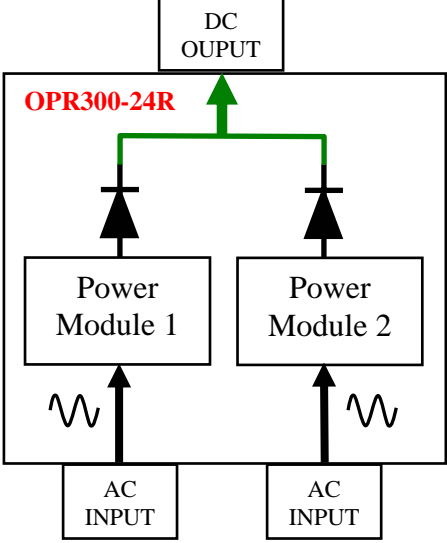 DC
OUPUT
OPR300-24R
Power
Module 1
Power
Module 2
AC
INPUT
AC
INPUT